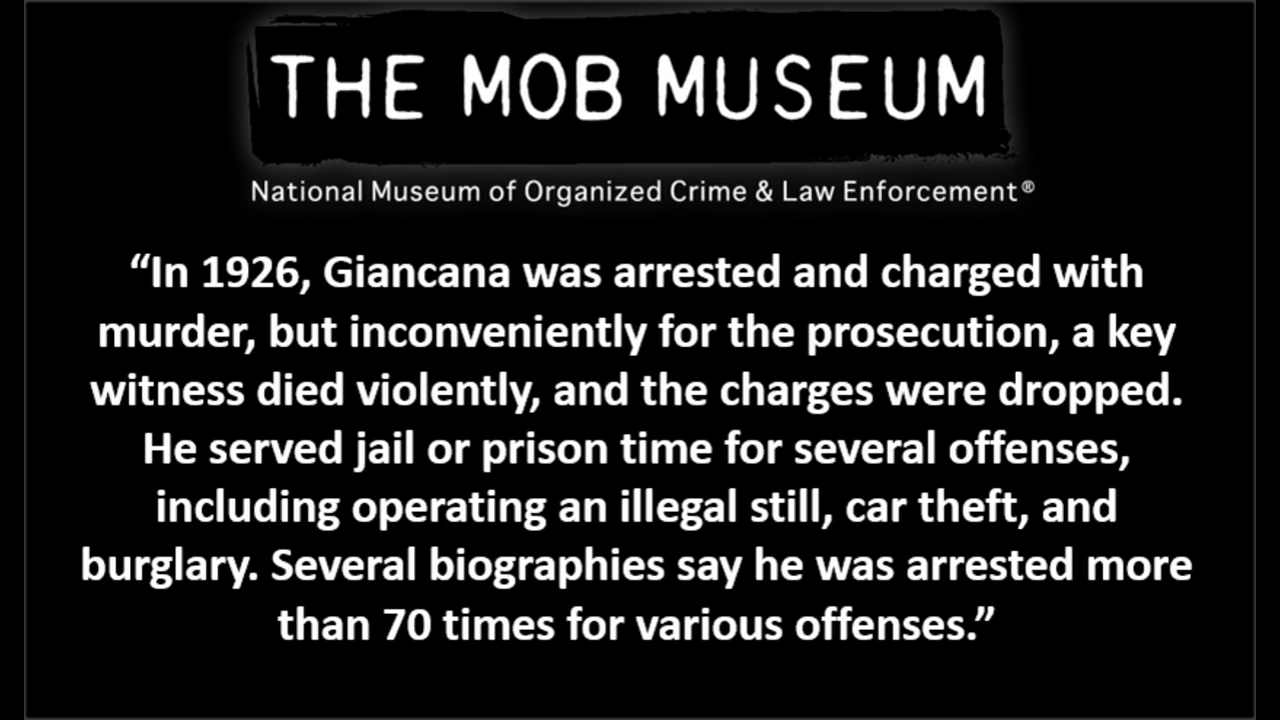 THE MOB MUSEUM
National Museum of Organized Crime & Law Enforcement®
“In 1926, Giancana was arrested and charged with
murder, but inconveniently for the prosecution, a key
witness died violently, and the charges were dropped.
He served jail or prison time for several offenses,
including operating an illegal still, car theft, and
burglary. Several biographies say he was arrested more
than 70 times for various offenses.”